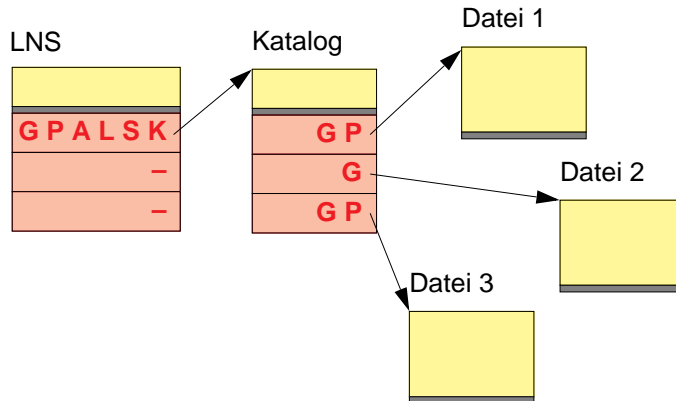 LNS
G P A L S K
–
–
Katalog
G P
G
G P
Datei 1
Datei 2
Datei 3